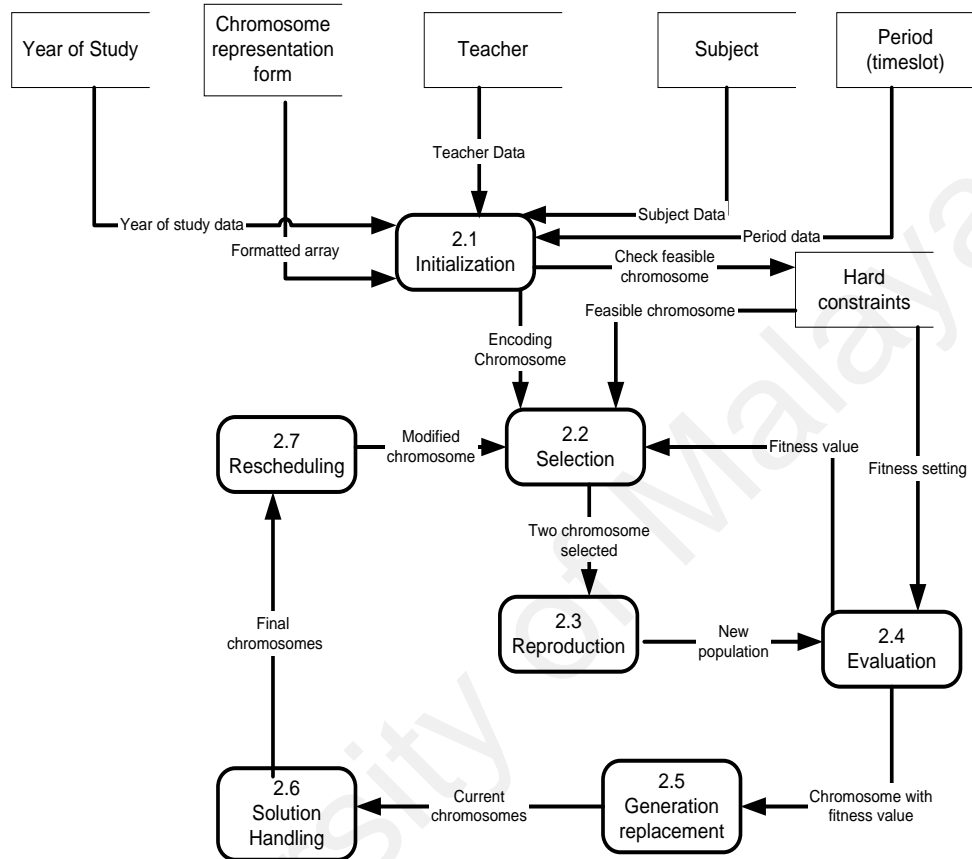 Year of Study
Chromosome
representation
form
Teacher
Subject
Period
(timeslot)
Teacher Data
Year of study data
Subject Data
Formatted array
Period data
2.1
Initialization
Check feasible
chromosome
Hard
constraints
Feasible chromosome
Encoding
Chromosome
2.7
Rescheduling
Modified
chromosome
2.2
Selection
Fitness value
Fitness setting
Two chromosome
selected
Final
chromosomes
2.3
Reproduction
New
population
2.4
Evaluation
2.6
Solution
Handling
Current
chromosomes
2.5
Generation
replacement
Chromosome with
fitness value
rsity of Malaya